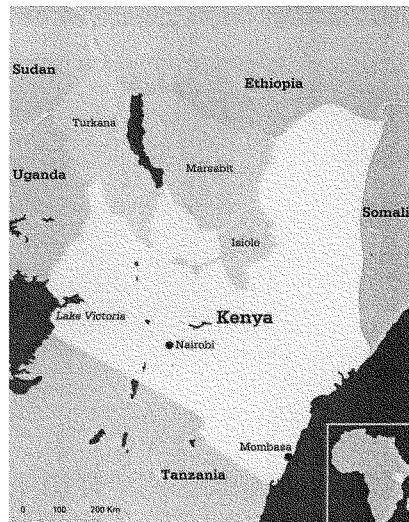 Sudan
Ethiopia
Turkana
Uganda
Marsabit
Somali
Isiolo
Lake Victoria
Kenya
Nairobi
Mombasa
Tanzania
0 100 200 Km